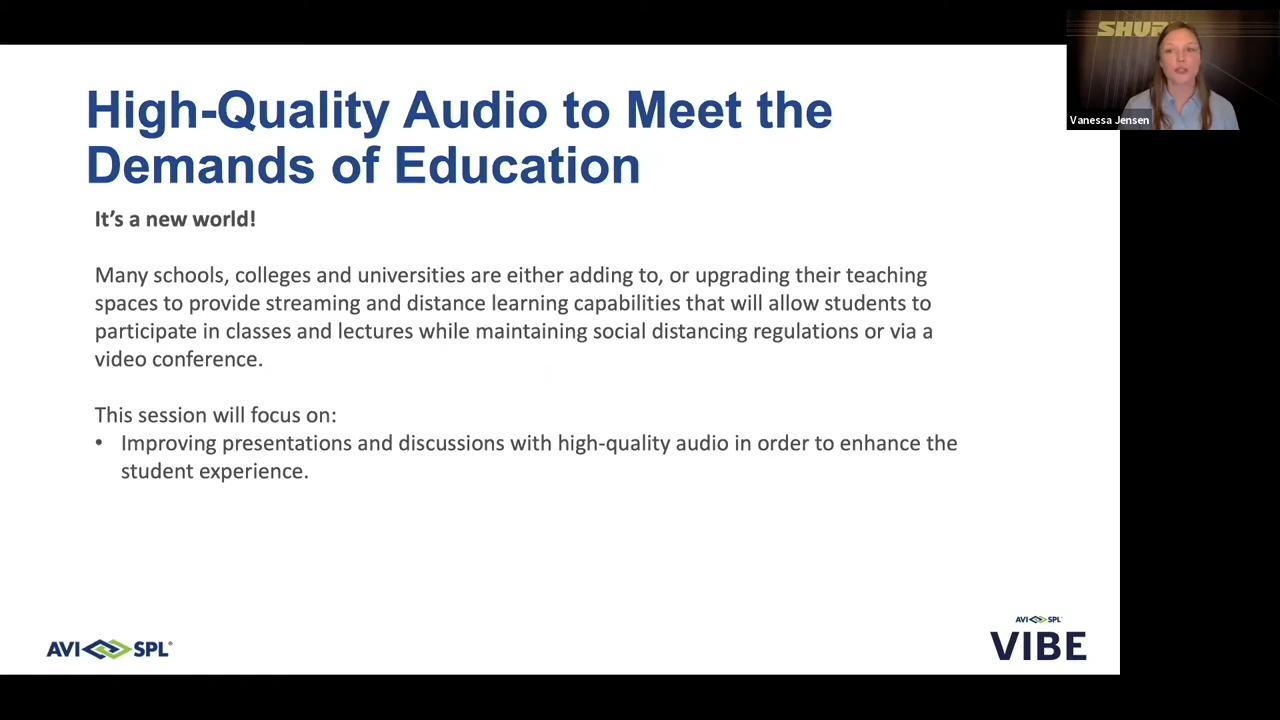 SHURE
Vanessa Jensen
High-Quality Audio to Meet the
Demands of Education
It's a new world!
Many schools, colleges and universities are either adding to, or upgrading their teaching
spaces to provide streaming and distance learning capabilities that will allow students to
participate in classes and lectures while maintaining social distancing regulations or via a
video conference.
This session will focus on:
• Improving presentations and discussions with high-quality audio in order to enhance the
student experience.
AVI SPL®
AVI SPL
VIBE